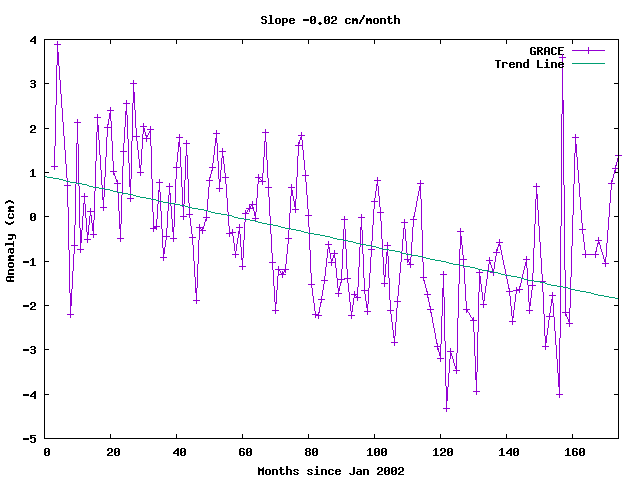 Slope -0.02 cm/month
GRACE
Trend Line
4
3
2
1
0
-1
-2
-3
-4
-5
Anomaly (cm)
0 20 40 60 80 100 120 140 160
Months since Jan 2002